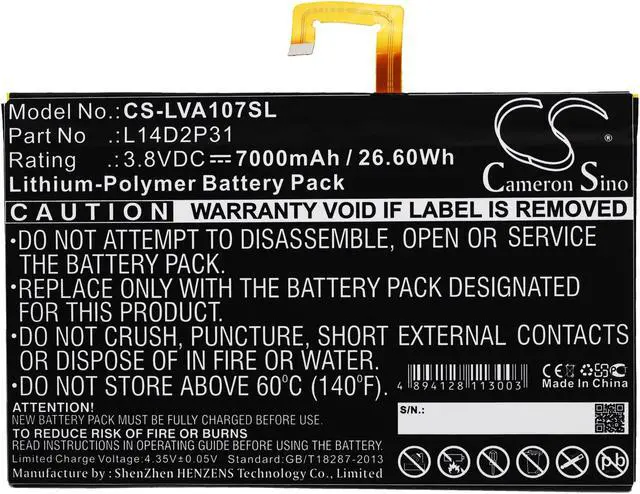 Model No.: CS-LVA107SL
Part No .: L14D2P31
Rating .: 3.8VDC⎓7000mAh / 26.60Wh
Lithium-Polymer Battery Pack
CS
®
Cameron Sino
CAUTION WARRANTY VOID IF LABEL IS REMOVED
•DO NOT ATTEMPT TO DISASSEMBLE, OPEN OR SERVICE
THE BATTERY PACK.
•REPLACE ONLY WITH THE BATTERY PACK DESIGNATED
FOR THIS PRODUCT.
•DO NOT CRUSH, PUNCTURE, SHORT EXTERNAL CONTACTS
OR DISPOSE OF IN FIRE OR WATER.
•DO NOT STORE ABOVE 60°C (140°F).
4 894128 113003
CE
Made In China
ATTENTION!
NEW BATTERY PACK MUST BE FULLY CHARGED BEFORE USE.
TO REDUCE RISK OF FIRE OR BURNS
READ INSTRUCTIONS IN OPERATING BATTERY BEFORE USE.
Limited Charge Voltage: 4.35V±0.05V Standard:GB/T18287-2013
Manufacture by : ShenZhen HENZENS Technology Co., Limited
S/N.: